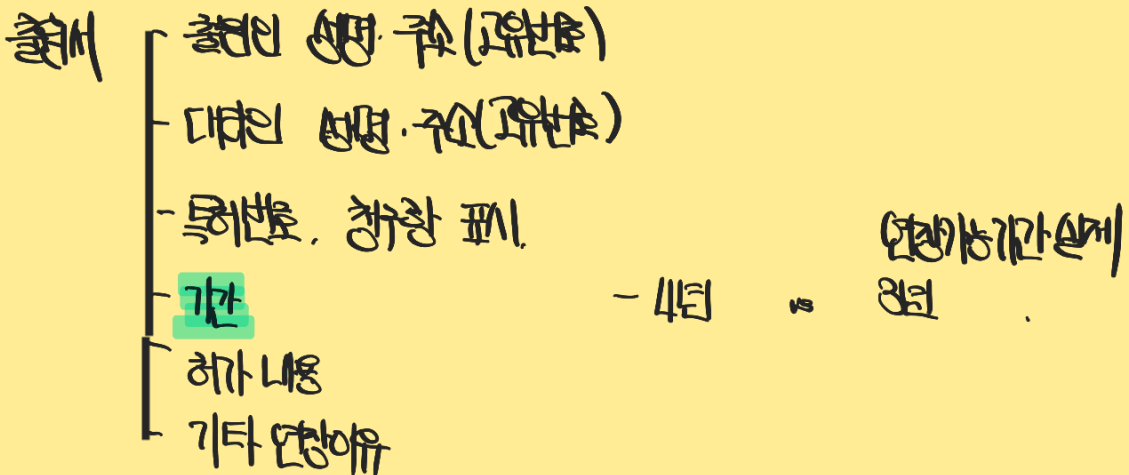 출원서
출원인 성명·주소(고유번호)
대리인 성명·주소(고유번호)
특허번호. 청구항 표시.
(연장가능기간 실제
기간 - 4년 vs 3년 .
허가 내용
기타 연장이유